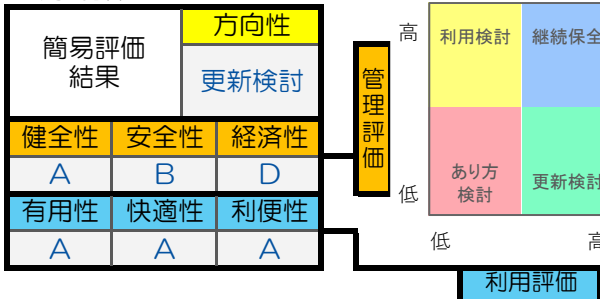 簡易評価
結果
方向性
更新検討
健全性 安全性 経済性
A B D
有用性 快適性 利便性
A A A
管理評価
高
低
利用検討 継続保全
あり方
検討
更新検討
低 高
利用評価